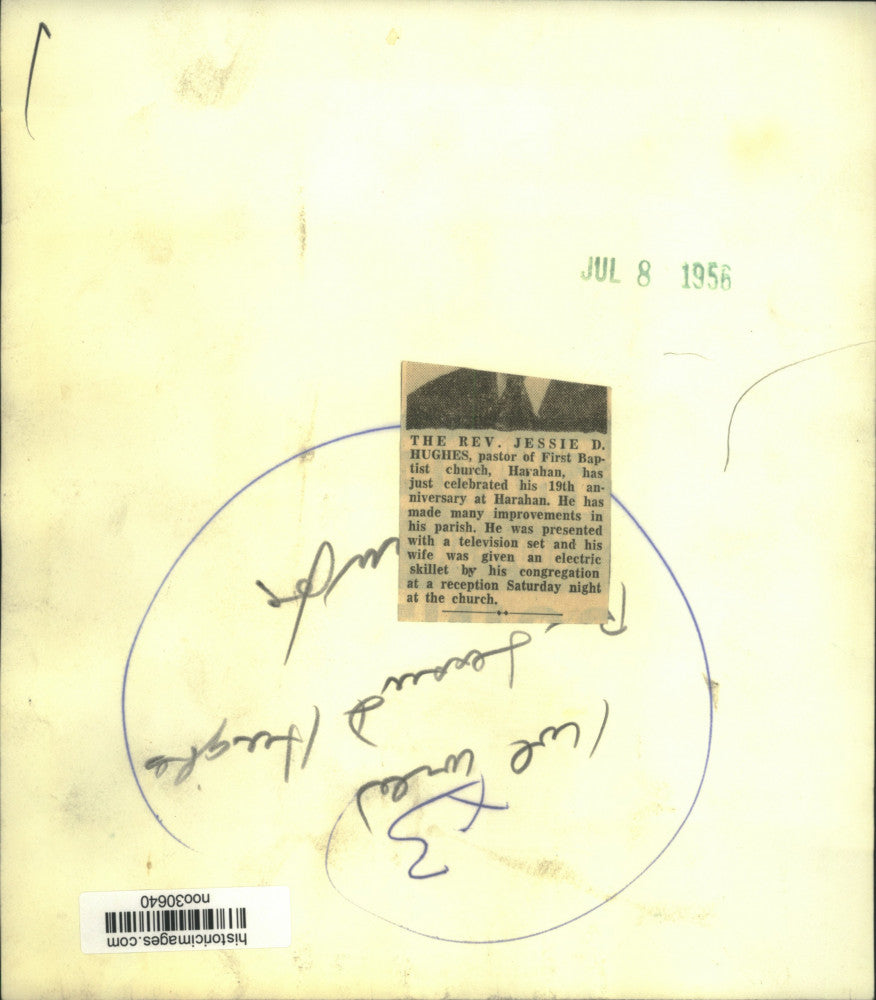 JUL 8 1956
THE REV. JESSIE D.
HUGHES, pastor of First Bap-
tist church, Harahan, has
just celebrated his 19th an-
niversary at Harahan. He has
made many improvements in
his parish. He was presented
with a television set and his
wife was given an electric
skillet by his congregation
at a reception Saturday night
at the church.
Hughes
historicimages.com
noo30640